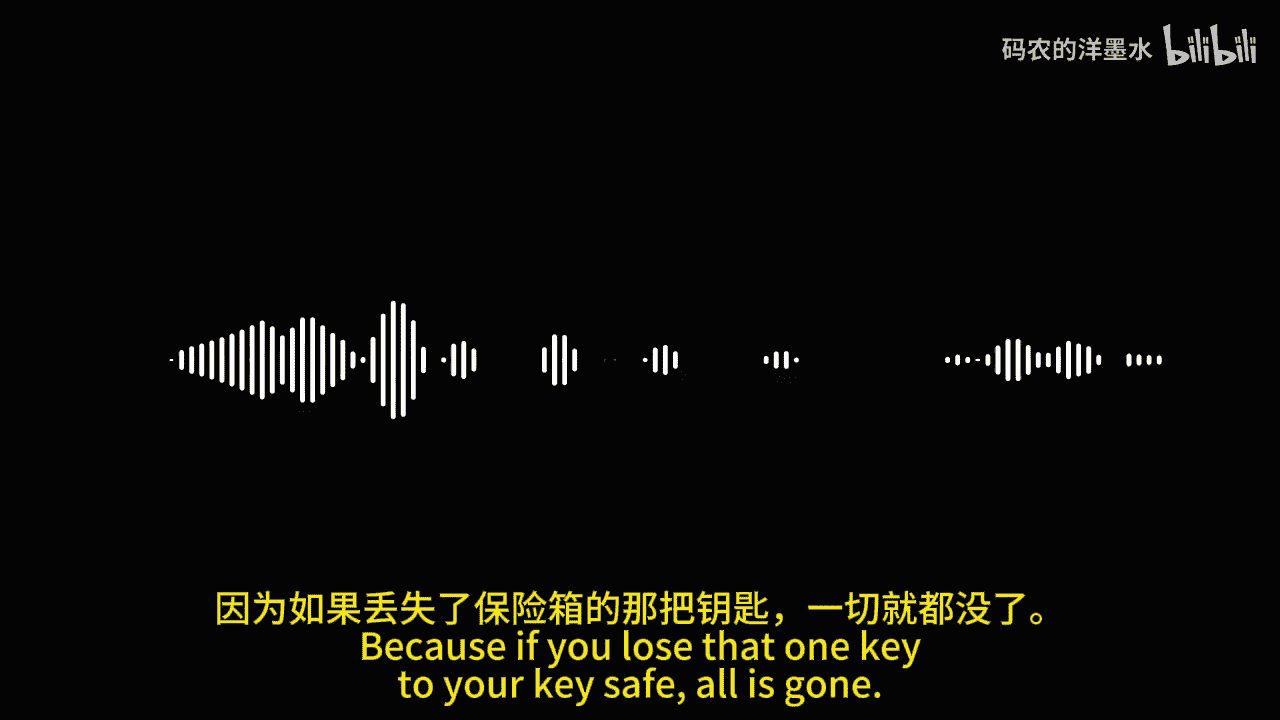 码农的洋墨水 bilibili
因为如果丢失了保险箱的那把钥匙，一切就都没了。
Because if you lose that one key
to your key safe, all is gone.